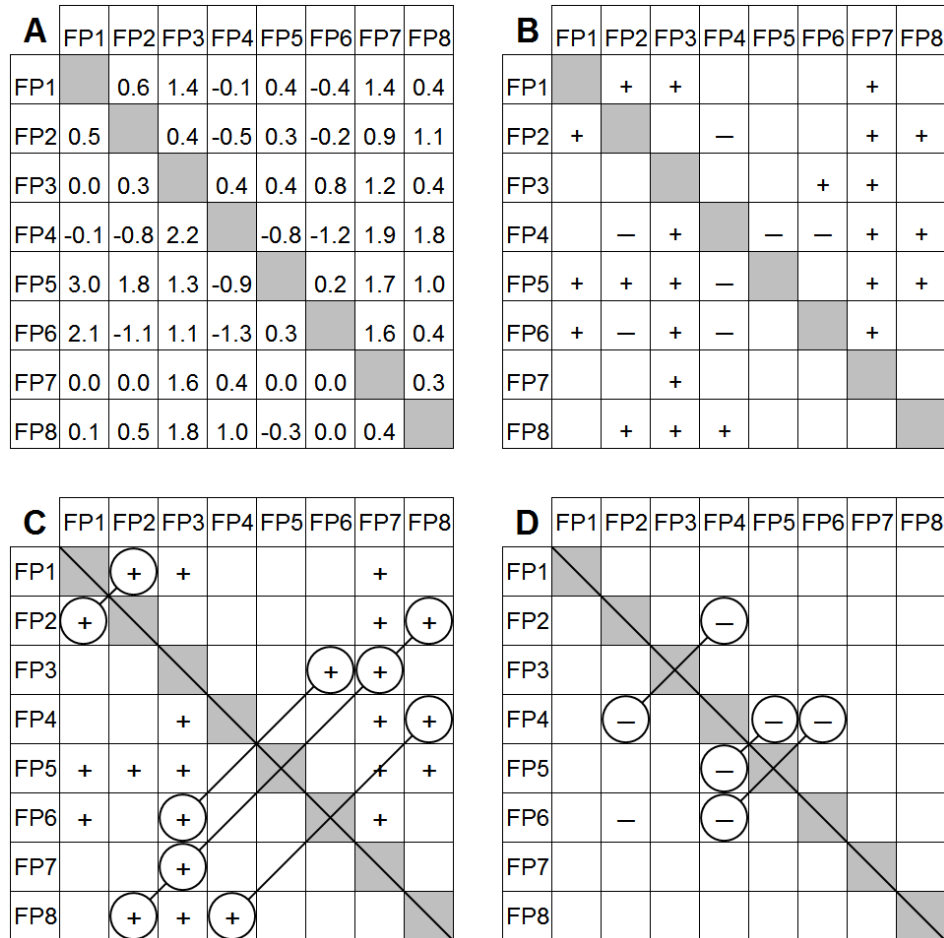 A FP1 FP2 FP3 FP4 FP5 FP6 FP7 FP8
FP1 0.6 1.4 -0.1 0.4 -0.4 1.4 0.4
FP2 0.5 0.4 -0.5 0.3 -0.2 0.9 1.1
FP3 0.0 0.3 0.4 0.4 0.8 1.2 0.4
FP4 -0.1 -0.8 2.2 -0.8 -1.2 1.9 1.8
FP5 3.0 1.8 1.3 -0.9 0.2 1.7 1.0
FP6 2.1 -1.1 1.1 -1.3 0.3 1.6 0.4
FP7 0.0 0.0 1.6 0.4 0.0 0.0 0.3
FP8 0.1 0.5 1.8 1.0 -0.3 0.0 0.4
B FP1 FP2 FP3 FP4 FP5 FP6 FP7 FP8
FP1 + + +
FP2 + — + +
FP3 + +
FP4 — + — — + +
FP5 + + + — + +
FP6 + — + — +
FP7 +
FP8 + + +
C FP1 FP2 FP3 FP4 FP5 FP6 FP7 FP8
FP1 + + +
FP2 + + +
FP3 + +
FP4 + + +
FP5 + + + + +
FP6 + + +
FP7 +
FP8 + + +
D FP1 FP2 FP3 FP4 FP5 FP6 FP7 FP8
FP1
FP2 —
FP3
FP4 — — —
FP5 —
FP6 — —
FP7
FP8